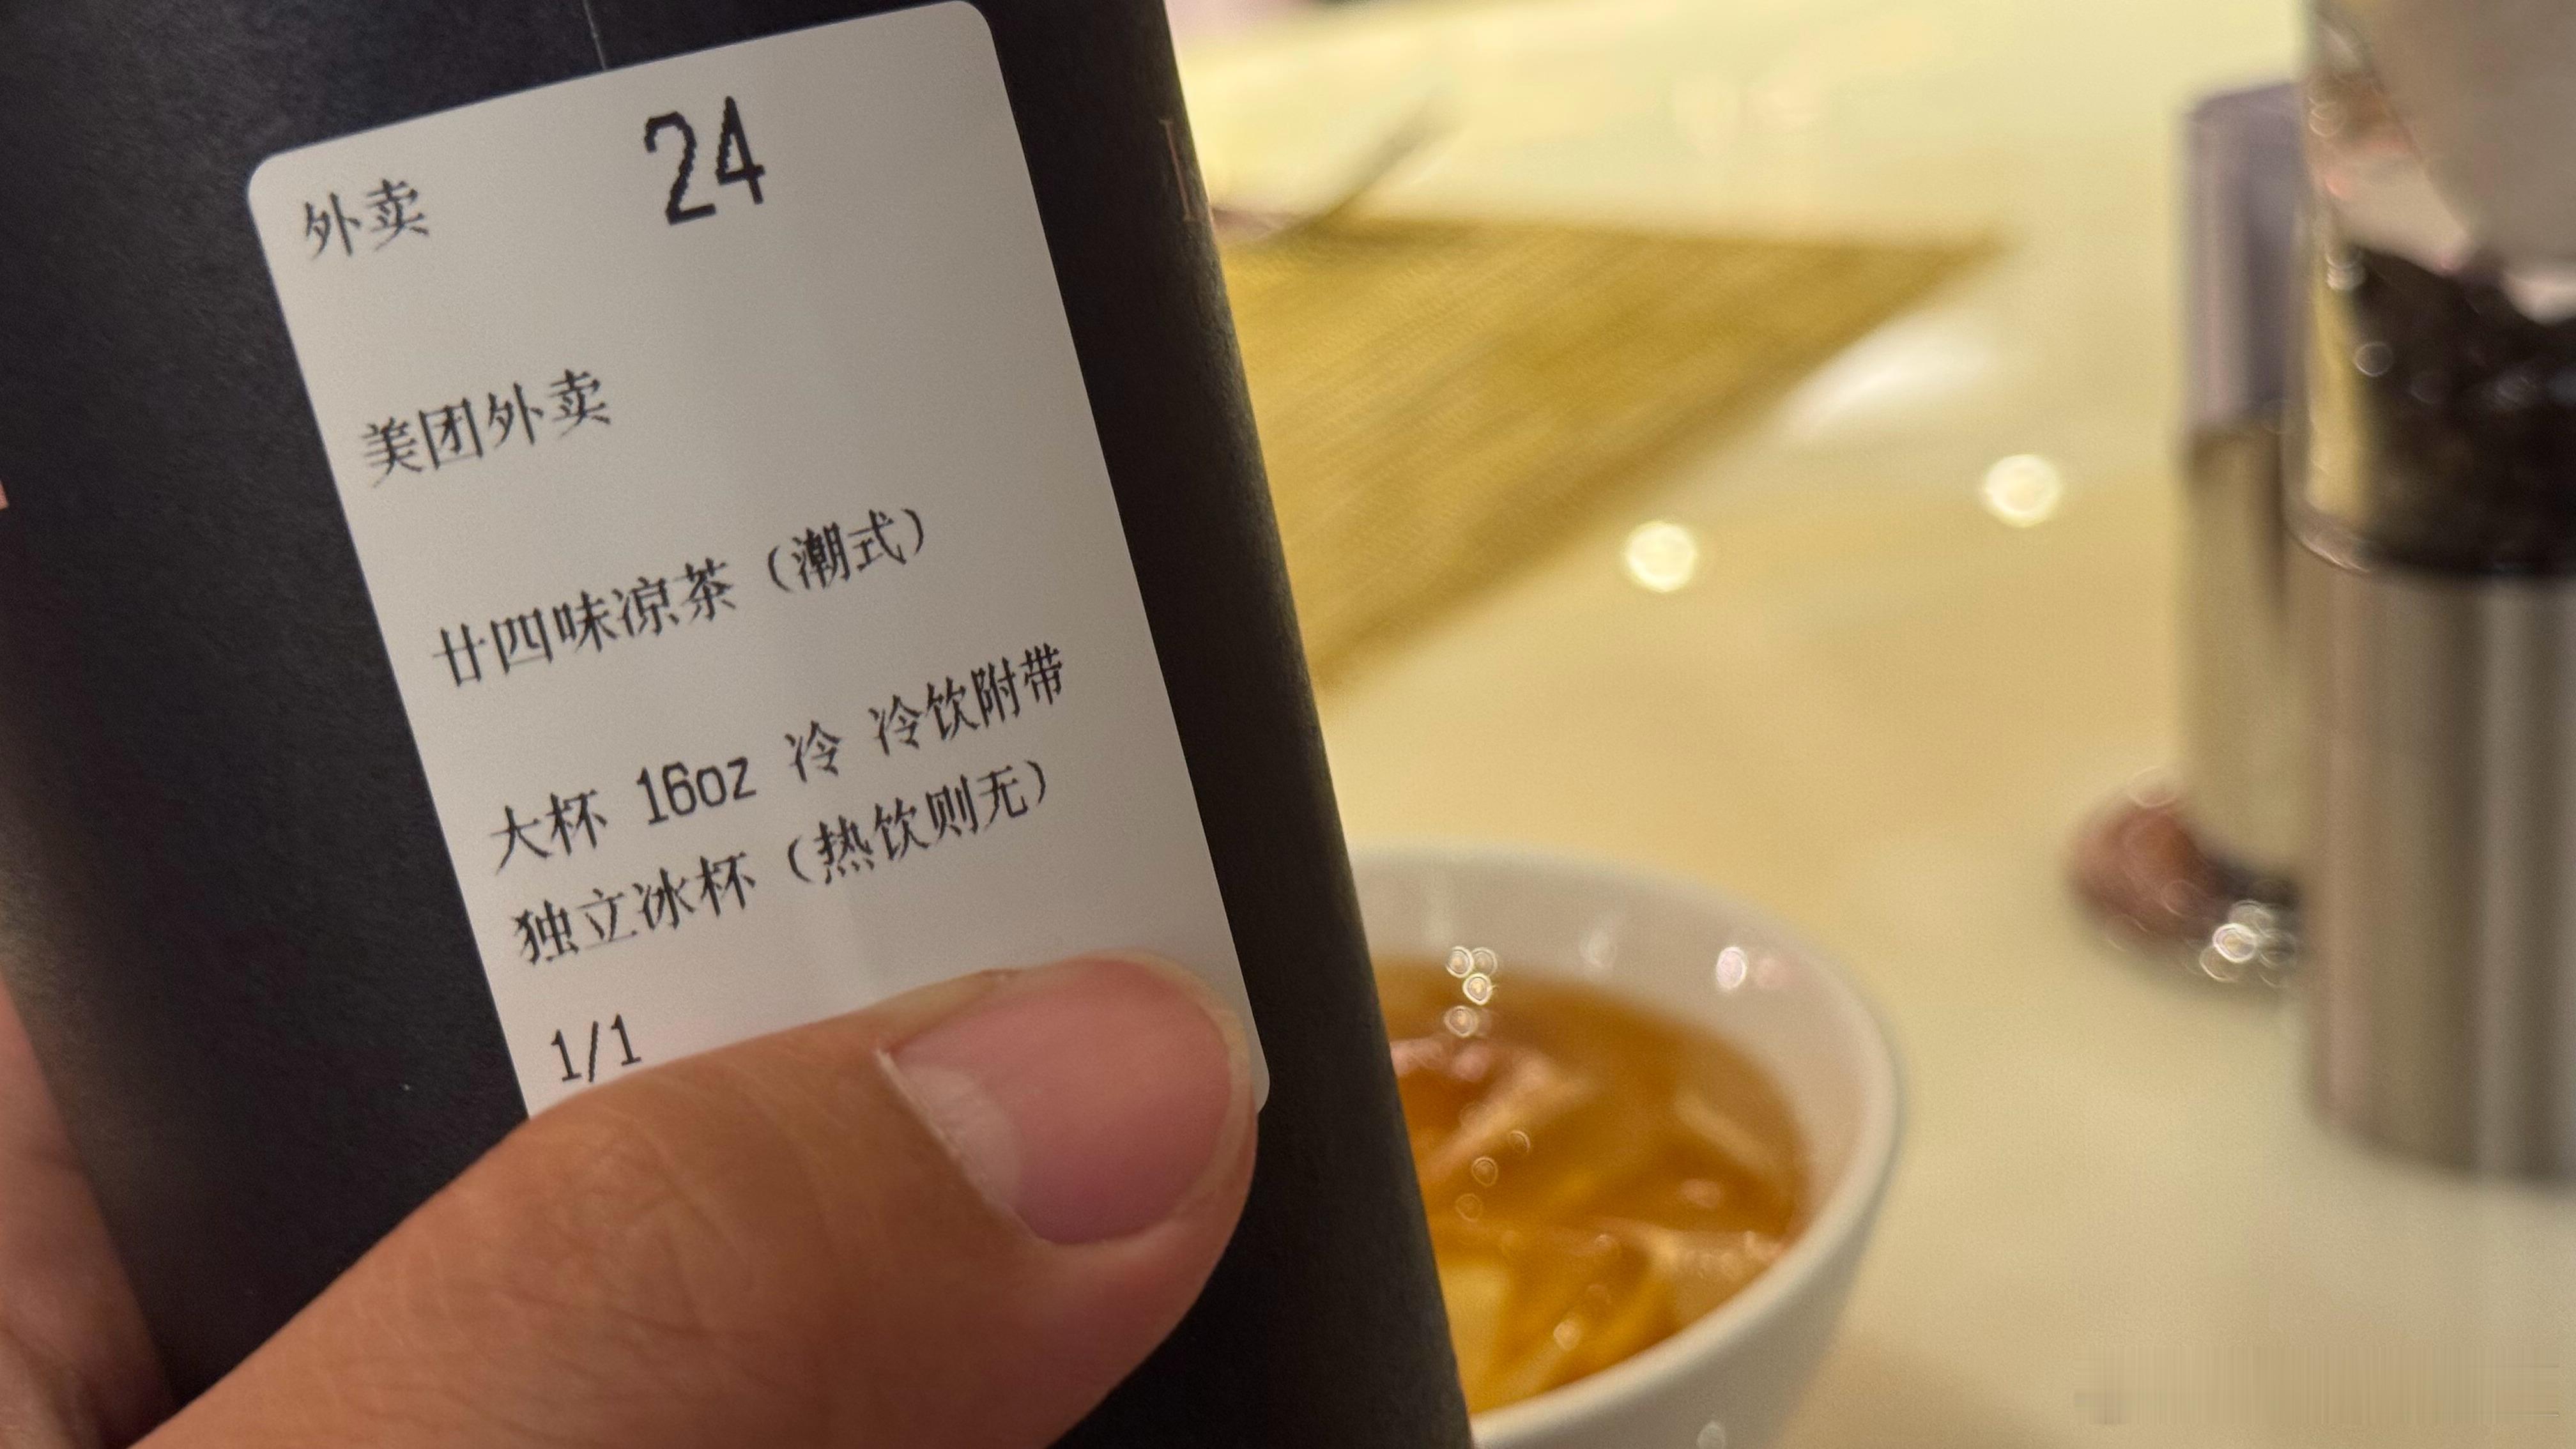 外卖 24
美团外卖
廿四味凉茶（潮式）
大杯 16oz 冷 冷饮附带
独立冰杯（热饮则无）
1/1